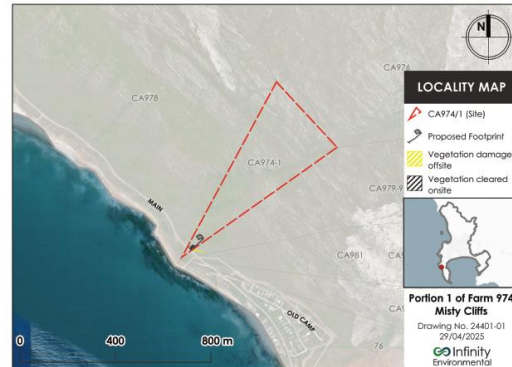 N
CA976
CA978
CA974-1
CA979-9
MAIN
CA981
OLD CAMP
76
0 400 800 m
LOCALITY MAP
CA974/1 (Site)
Proposed Footprint
Vegetation damage
offsite
Vegetation cleared
onsite
Portion 1 of Farm 974
Misty Cliffs
Drawing No. 24401-01
29/04/2025
Infinity
Environmental